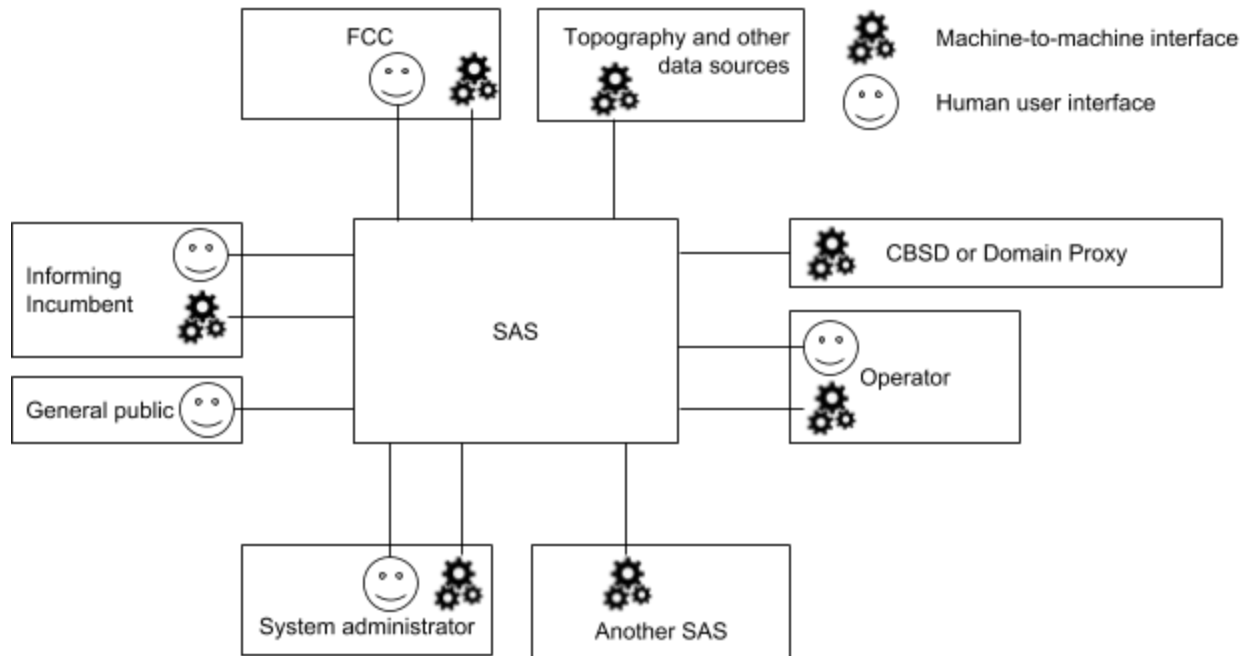 FCC
Topography and other
data sources
Machine-to-machine interface
Human user interface
Informing
Incumbent
General public
SAS
CBSD or Domain Proxy
Operator
System administrator
Another SAS